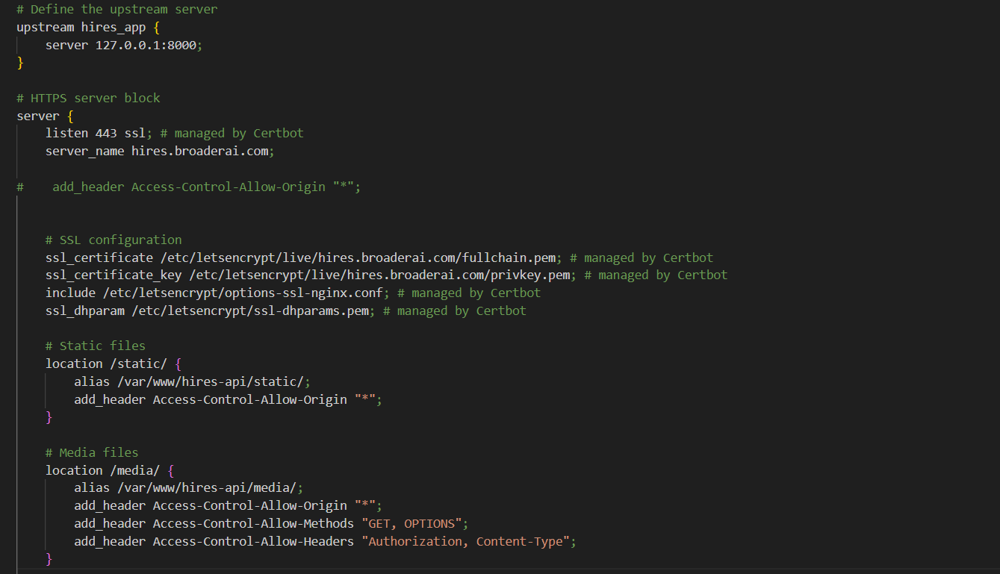 # Define the upstream server
upstream hires_app {
    server 127.0.0.1:8000;
}
# HTTPS server block
server {
    listen 443 ssl; # managed by Certbot
    server_name hires.broaderai.com;
#    add_header Access-Control-Allow-Origin "*";
    # SSL configuration
    ssl_certificate /etc/letsencrypt/live/hires.broaderai.com/fullchain.pem; # managed by Certbot
    ssl_certificate_key /etc/letsencrypt/live/hires.broaderai.com/privkey.pem; # managed by Certbot
    include /etc/letsencrypt/options-ssl-nginx.conf; # managed by Certbot
    ssl_dhparam /etc/letsencrypt/ssl-dhparams.pem; # managed by Certbot
    # Static files
    location /static/ {
        alias /var/www/hires-api/static/;
        add_header Access-Control-Allow-Origin "*";
    }
    # Media files
    location /media/ {
        alias /var/www/hires-api/media/;
        add_header Access-Control-Allow-Origin "*";
        add_header Access-Control-Allow-Methods "GET, OPTIONS";
        add_header Access-Control-Allow-Headers "Authorization, Content-Type";
    }